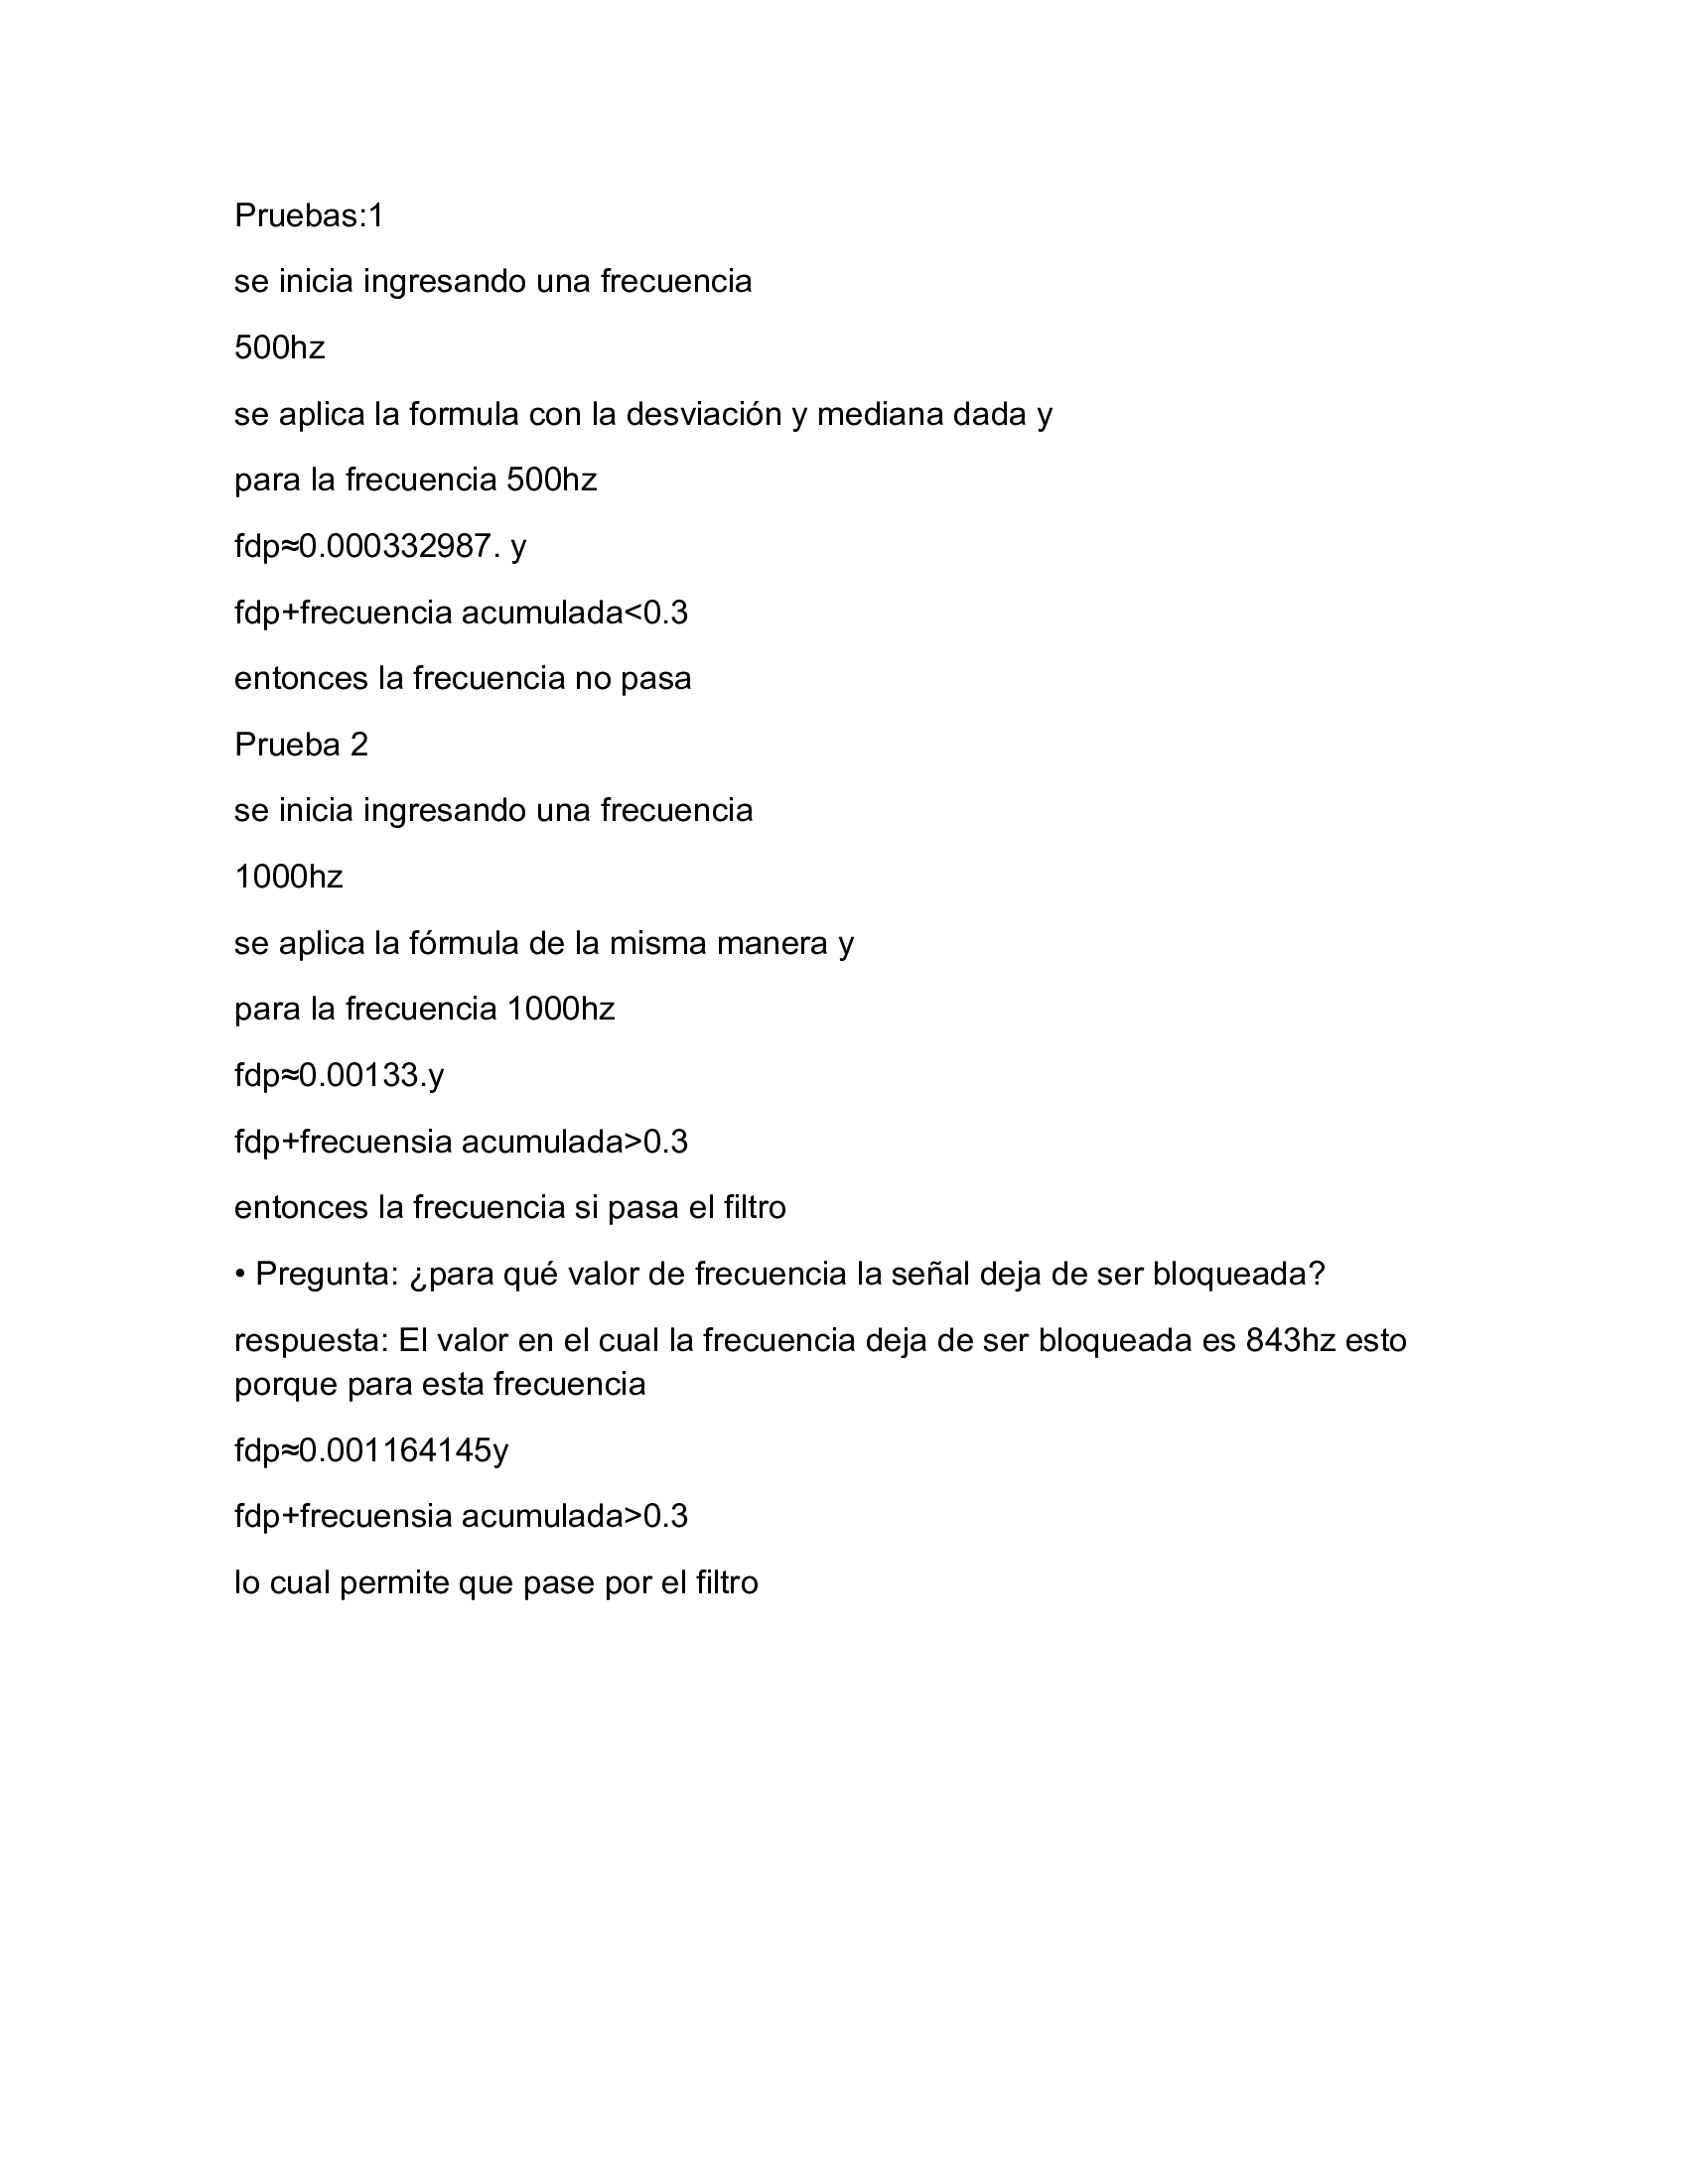 Pruebas:1
se inicia ingresando una frecuencia
500hz
se aplica la formula con la desviación y mediana dada y
para la frecuencia 500hz
fdp≈0.000332987. y
fdp+frecuencia acumulada<0.3
entonces la frecuencia no pasa
Prueba 2
se inicia ingresando una frecuencia
1000hz
se aplica la fórmula de la misma manera y
para la frecuencia 1000hz
fdp≈0.00133.y
fdp+frecuensia acumulada>0.3
entonces la frecuencia si pasa el filtro
• Pregunta: ¿para qué valor de frecuencia la señal deja de ser bloqueada?
respuesta: El valor en el cual la frecuencia deja de ser bloqueada es 843hz esto
porque para esta frecuencia
fdp≈0.001164145y
fdp+frecuensia acumulada>0.3
lo cual permite que pase por el filtro